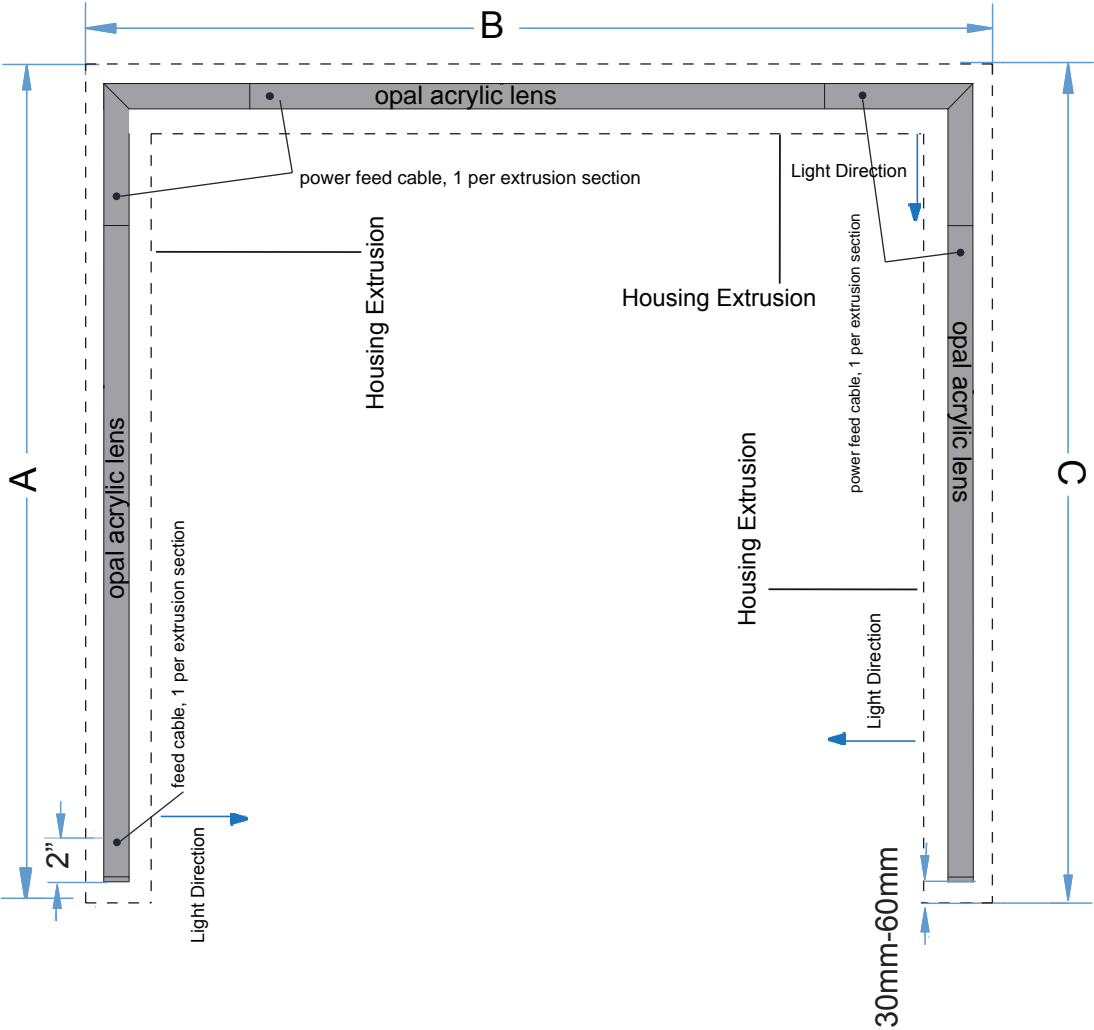 B
opal acrylic lens
power feed cable, 1 per extrusion section
Light Direction
Housing Extrusion
Housing Extrusion
power feed cable, 1 per extrusion section
opal acrylic lens
A
opal acrylic lens
C
Housing Extrusion
feed cable, 1 per extrusion section
Light Direction
2”
Light Direction
30mm-60mm